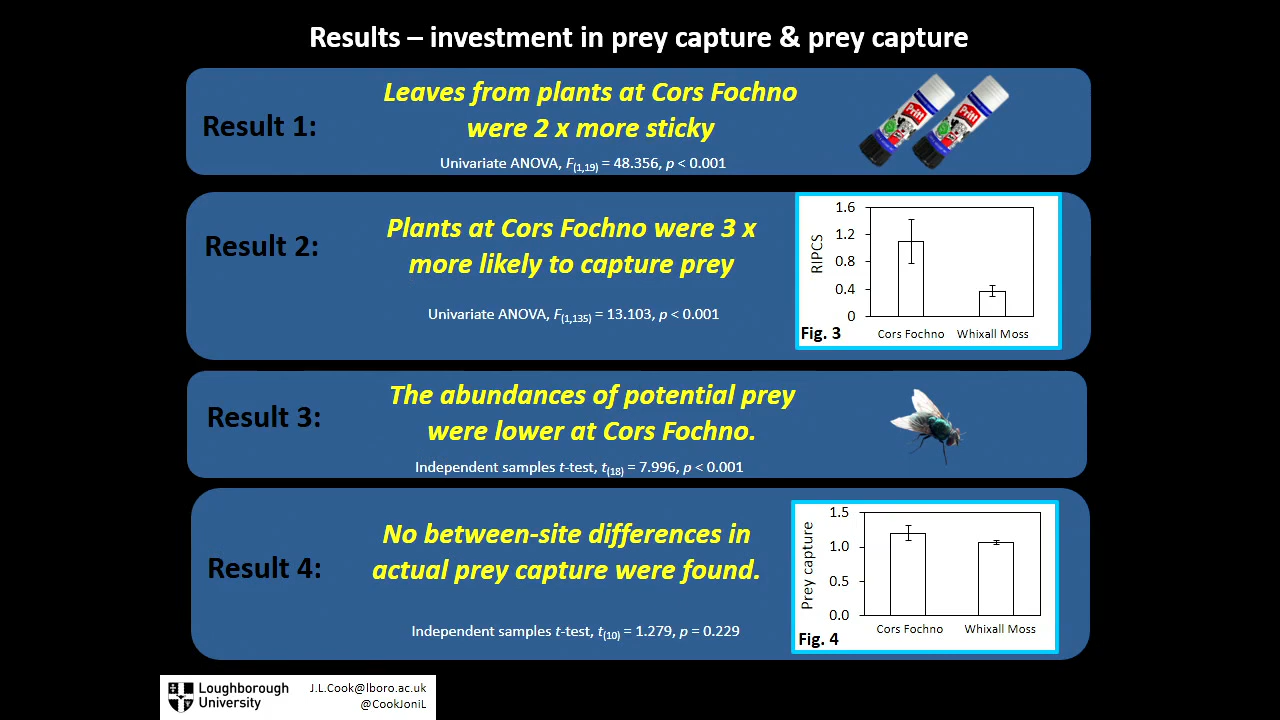 Results – investment in prey capture & prey capture
Result 1:
Leaves from plants at Cors Fochno
were 2 x more sticky
Univariate ANOVA, F(1,19) = 48.356, p < 0.001
Pritt
Pritt
Result 2:
Plants at Cors Fochno were 3 x
more likely to capture prey
Univariate ANOVA, F(1,135) = 13.103, p < 0.001
RIPCS
1.6
1.2
0.8
0.4
0
Cors Fochno Whixall Moss
Fig. 3
Result 3:
The abundances of potential prey
were lower at Cors Fochno.
Independent samples t-test, t(18) = 7.996, p < 0.001
Result 4:
No between-site differences in
actual prey capture were found.
Independent samples t-test, t(10) = 1.279, p = 0.229
Prey capture
1.5
1.0
0.5
0.0
Cors Fochno Whixall Moss
Fig. 4
Loughborough
University
J.L.Cook@lboro.ac.uk
@CookJoniL